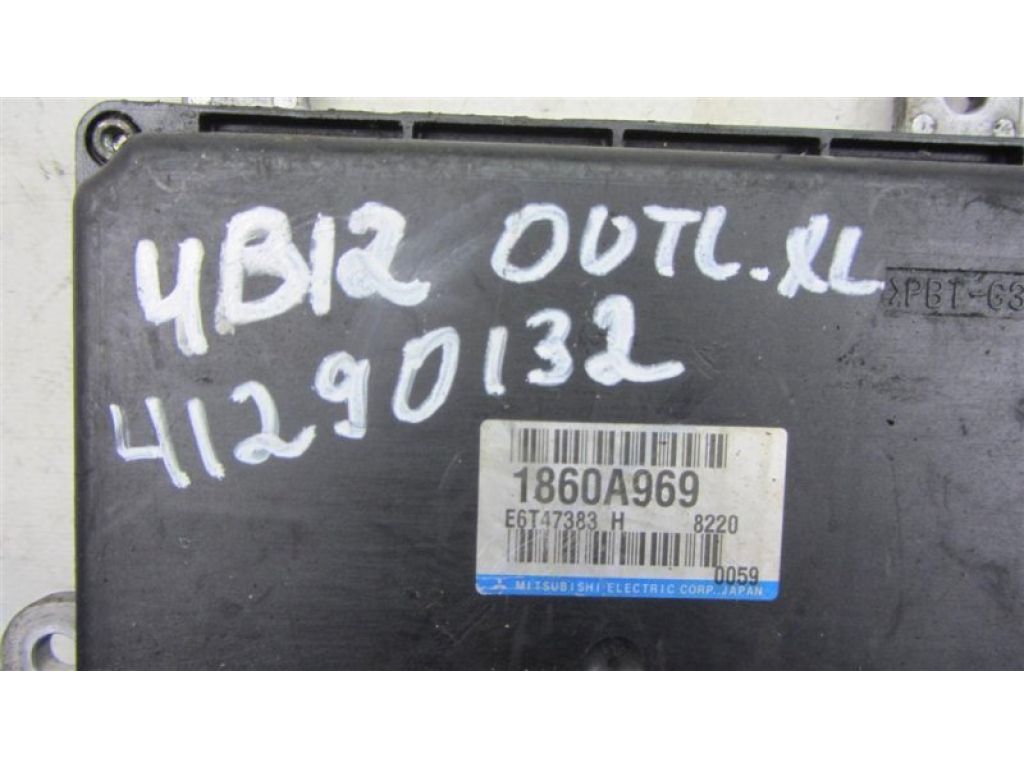 4B12 OUTL.XL
>PBT-G3
41290132
1860A969
E6T47383 H 8220
0059
MITSUBISHI ELECTRIC CORP., JAPAN